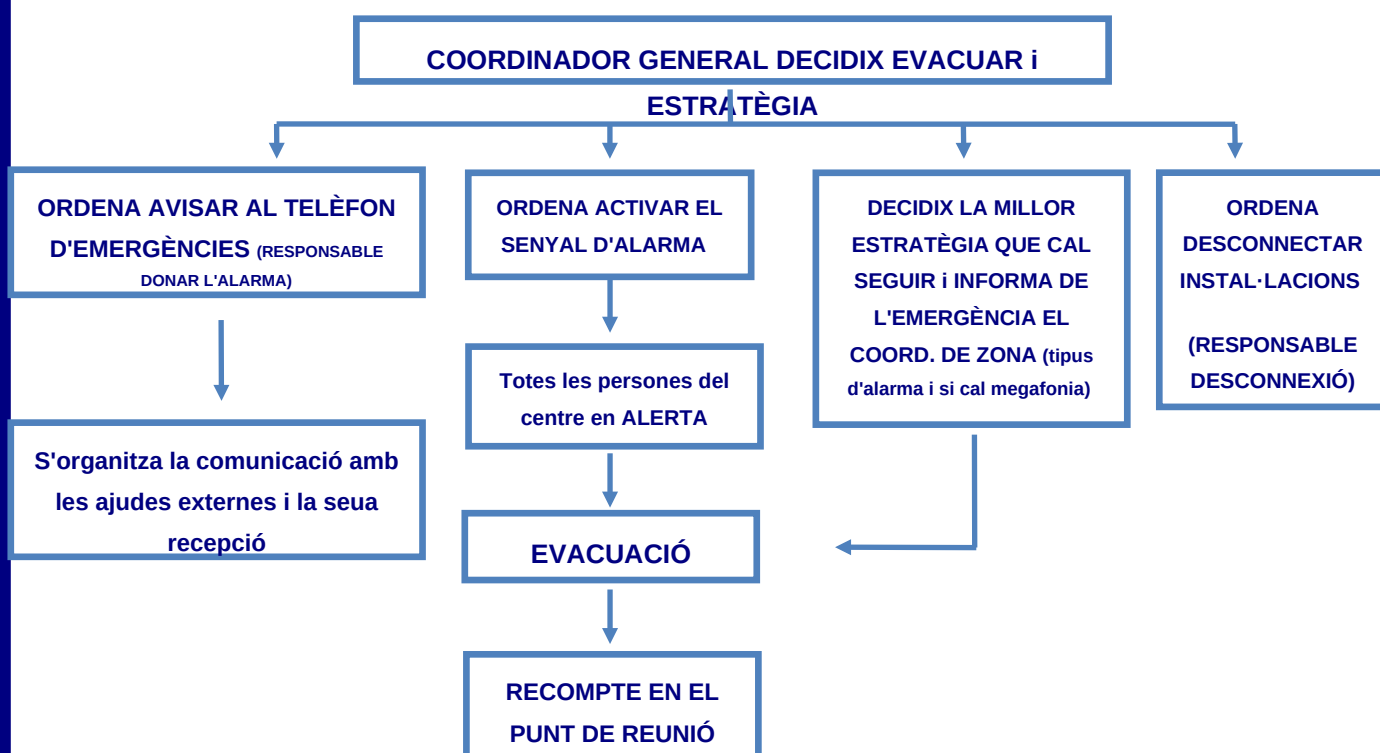 COORDINADOR GENERAL DECIDIX EVACUAR i
ESTRATÈGIA
ORDENA AVISAR AL TELÈFON
D'EMERGÈNCIES (RESPONSABLE
DONAR L'ALARMA)
S'organitza la comunicació amb
les ajudes externes i la seua
recepció
ORDENA ACTIVAR EL
SENYAL D'ALARMA
Totes les persones del
centre en ALERTA
EVACUACIÓ
RECOMPTE EN EL
PUNT DE REUNIÓ
DECIDIX LA MILLOR
ESTRATÈGIA QUE CAL
SEGUIR i INFORMA DE
L'EMERGÈNCIA EL
COORD. DE ZONA (tipus
d'alarma i si cal megafonia)
ORDENA
DESCONNECTAR
INSTAL·LACIONS
(RESPONSABLE
DESCONNEXIÓ)